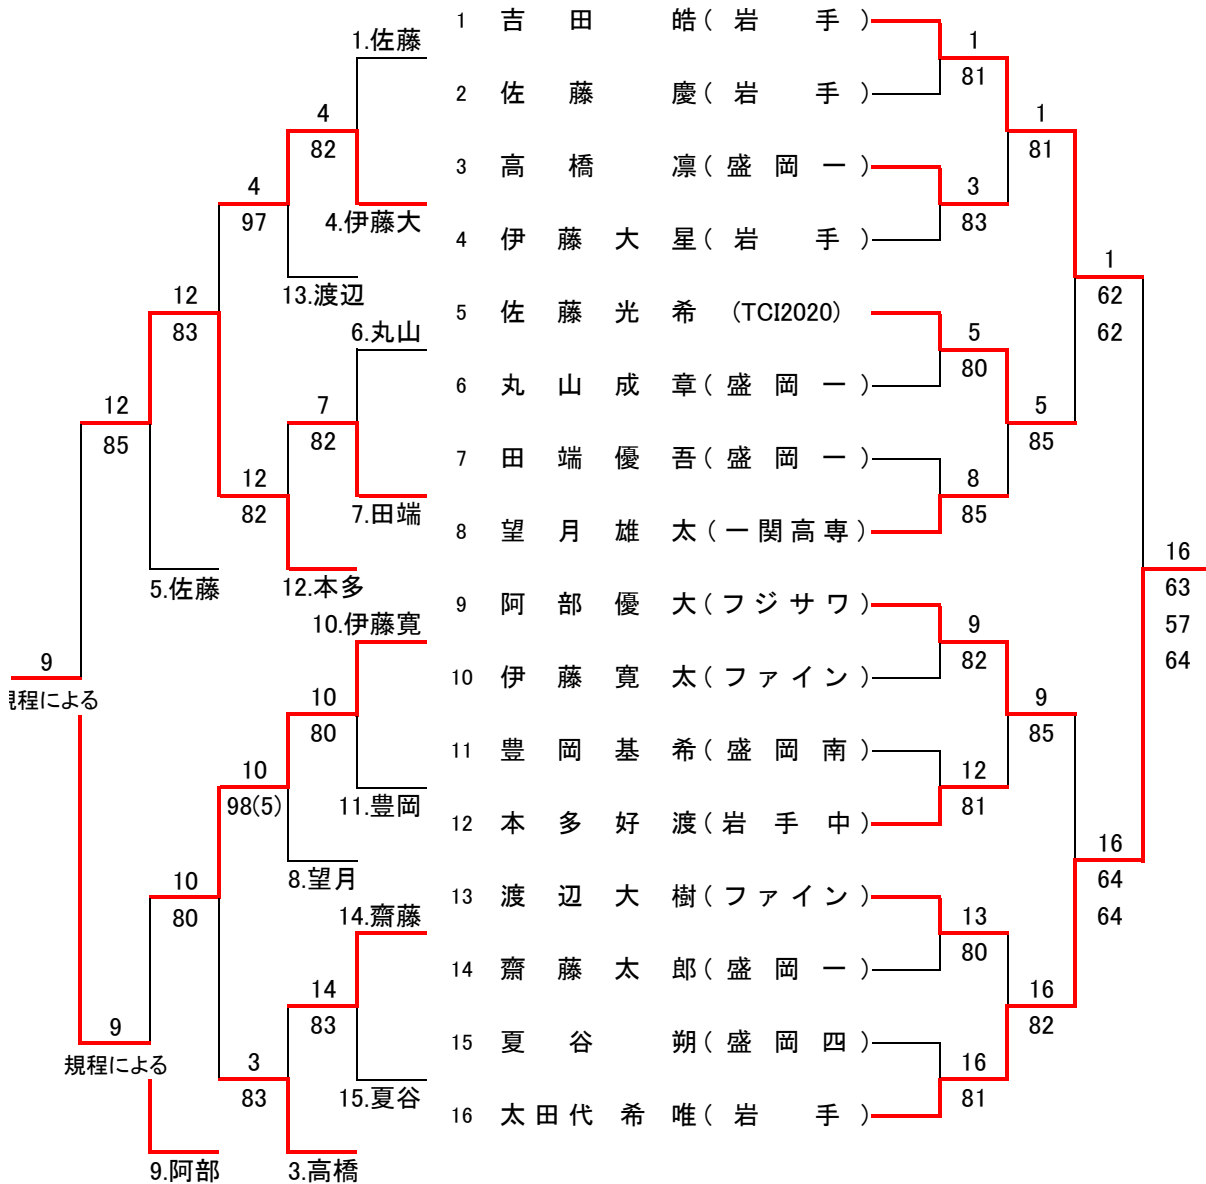 1 吉田 皓(岩手)
2 佐藤 慶(岩手)
3 高橋 凛(盛岡一)
4 伊藤大星(岩手)
5 佐藤光希 (TCI2020)
6 丸山成章(盛岡一)
7 田端優吾(盛岡一)
8 望月雄太(一関高専)
9 阿部優大(フジサワ)
10 伊藤寛太(ファイン)
11 豊岡基希(盛岡南)
12 本多好渡(岩手中)
13 渡辺大樹(ファイン)
14 齋藤太郎(盛岡一)
15 夏谷 朔(盛岡四)
16 太田代希唯(岩手)
1
81
3
83
5
80
8
85
9
82
12
81
13
80
16
81
1
81
5
85
9
85
16
82
1
62
62
16
64
64
16
63
57
64
1.佐藤
4
82
4.伊藤大
4
97
13.渡辺
6.丸山
7
82
7.田端
12
82
12.本多
12
83
5.佐藤
12
85
10.伊藤寛
10
80
11.豊岡
10
98(5)
8.望月
14.齋藤
14
83
15.夏谷
3
83
3.高橋
10
80
9
規程による
9.阿部
9
程による